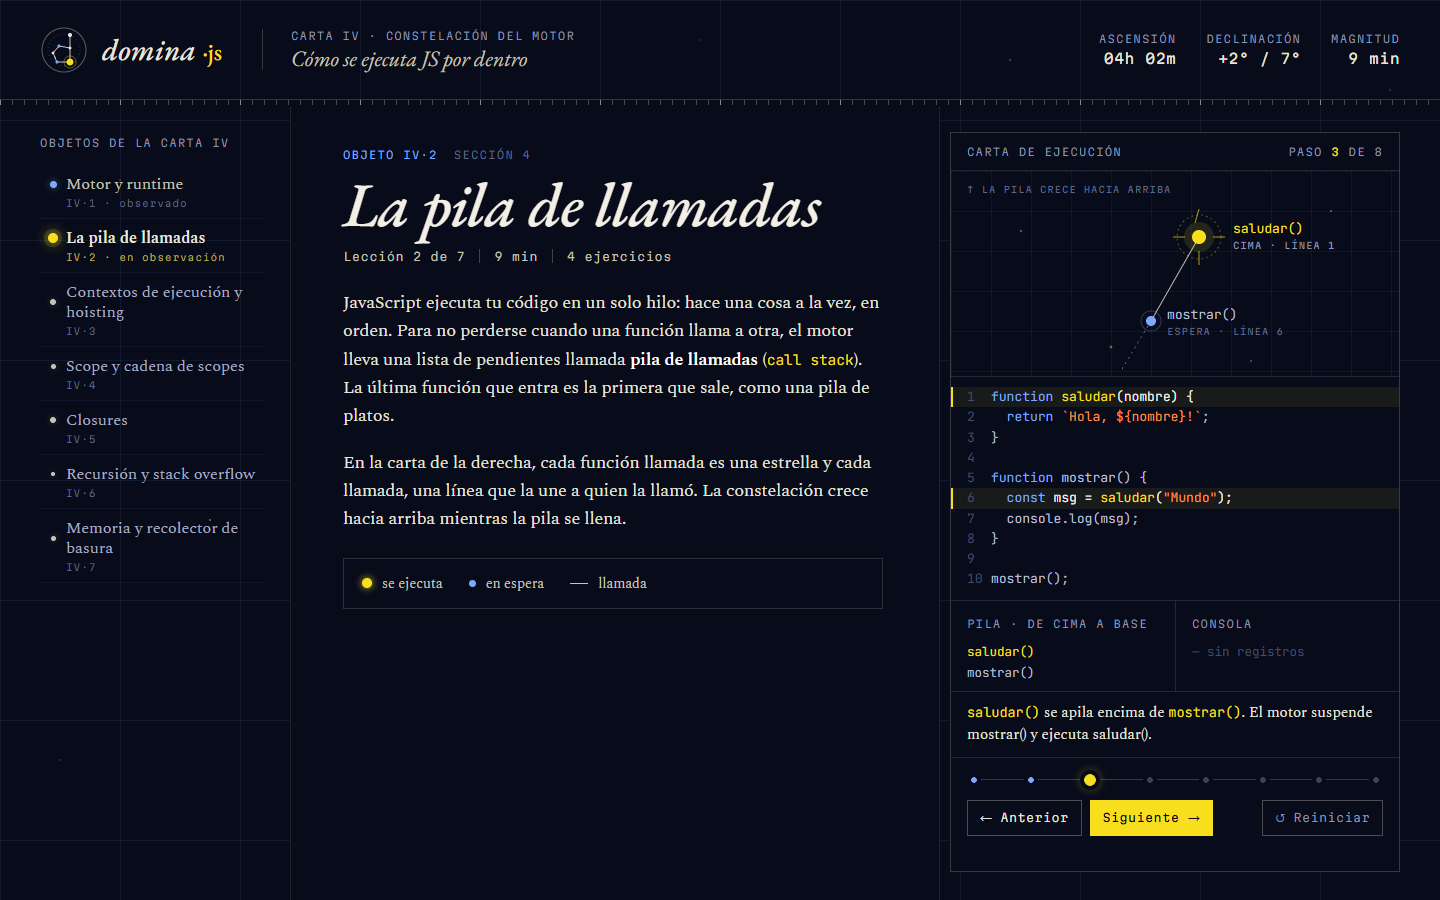 domina .js
CARTA IV · CONSTELACIÓN DEL MOTOR
Cómo se ejecuta JS por dentro
ASCENSIÓN
04h 02m
DECLINACIÓN
+2° / 7°
MAGNITUD
9 min
OBJETOS DE LA CARTA IV
Motor y runtime
IV·1 · observado
La pila de llamadas
IV·2 · en observación
Contextos de ejecución y
hoisting
IV·3
Scope y cadena de scopes
IV·4
Closures
IV·5
Recursión y stack overflow
IV·6
Memoria y recolector de
basura
IV·7
OBJETO IV·2 SECCIÓN 4
La pila de llamadas
Lección 2 de 7 | 9 min | 4 ejercicios
JavaScript ejecuta tu código en un solo hilo: hace una cosa a la vez, en
orden. Para no perderse cuando una función llama a otra, el motor
lleva una lista de pendientes llamada pila de llamadas (call stack).
La última función que entra es la primera que sale, como una pila de
platos.
En la carta de la derecha, cada función llamada es una estrella y cada
llamada, una línea que la une a quien la llamó. La constelación crece
hacia arriba mientras la pila se llena.
se ejecuta en espera llamada
CARTA DE EJECUCIÓN PASO 3 DE 8
↑ LA PILA CRECE HACIA ARRIBA
saludar()
CIMA · LÍNEA 1
mostrar()
ESPERA · LÍNEA 6
1 function saludar(nombre) {
2 return `Hola, ${nombre}!`;
3 }
4
5 function mostrar() {
6 const msg = saludar("Mundo");
7 console.log(msg);
8 }
9
10 mostrar();
PILA · DE CIMA A BASE
saludar()
mostrar()
CONSOLA
— sin registros
saludar() se apila encima de mostrar(). El motor suspende
mostrar() y ejecuta saludar().
← Anterior Siguiente → ↺ Reiniciar